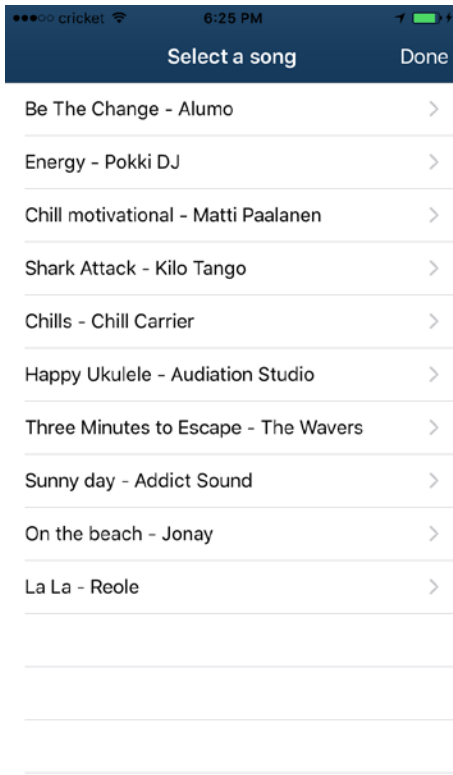 cricket 6:25 PM
Select a song Done
Be The Change - Alumo
Energy - Pokki DJ
Chill motivational - Matti Paalanen
Shark Attack - Kilo Tango
Chills - Chill Carrier
Happy Ukulele - Audiation Studio
Three Minutes to Escape - The Wavers
Sunny day - Addict Sound
On the beach - Jonay
La La - Reole